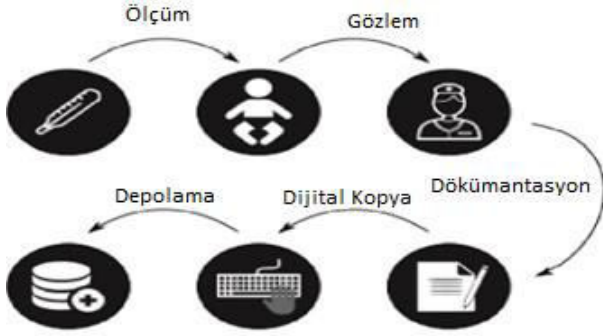 Ölçüm
Gözlem
Dökümantasyon
Dijital Kopya
Depolama